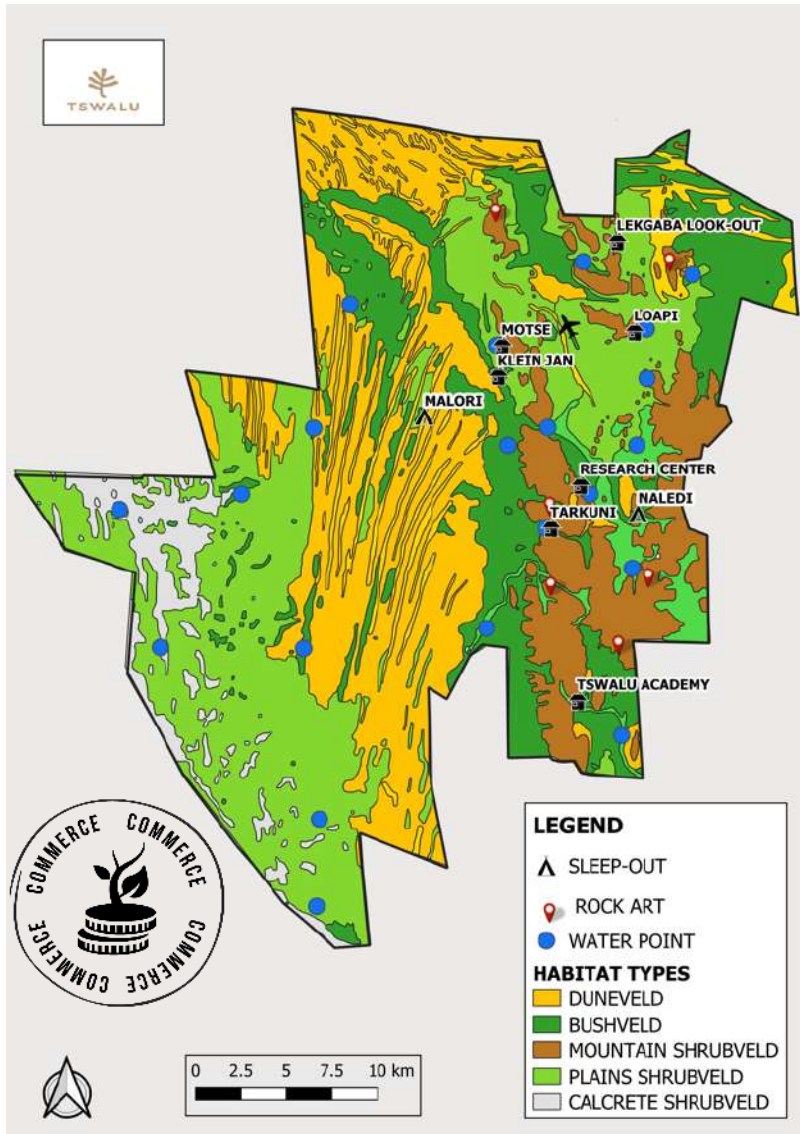 TSWALU
LEKGABA LOOK-OUT
LOAPI
MOTSE
KLEIN JAN
MALORI
RESEARCH CENTER
NALEDI
TARKUNI
TSWALU ACADEMY
COMMERCE COMMERCE COMMERCE COMMERCE
LEGEND
SLEEP-OUT
ROCK ART
WATER POINT
HABITAT TYPES
DUNEVELD
BUSHVELD
MOUNTAIN SHRUBVELD
PLAINS SHRUBVELD
CALCRETE SHRUBVELD
0 2.5 5 7.5 10 km